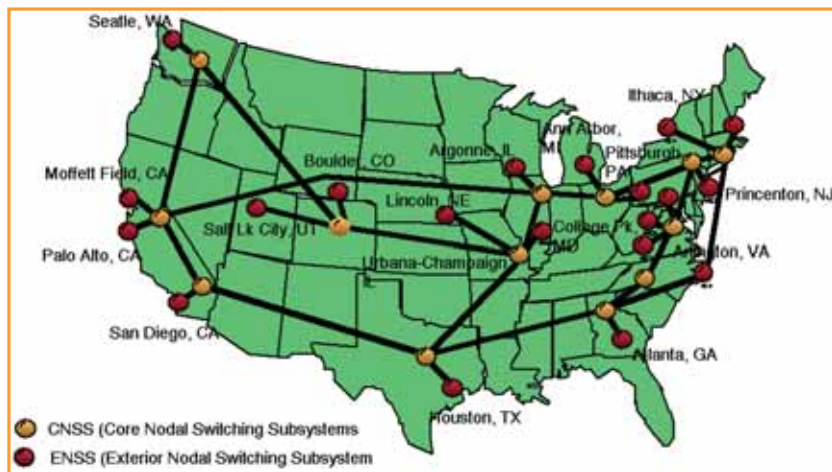 Seatle, WA
Ithaca, NY
Ann Arbor,
MI
Argonne, IL
Pittsburgh
PA
Boulder, CO
Moffett Field, CA
Lincoln, NE
Princenton, NJ
Salt Lk City, UT
College Pk,
MD
Palo Alto, CA
Urbana-Champaign
IL
Arlington, VA
San Diego, CA
Atlanta, GA
Houston, TX
CNSS (Core Nodal Switching Subsystems
ENSS (Exterior Nodal Switching Subsystem